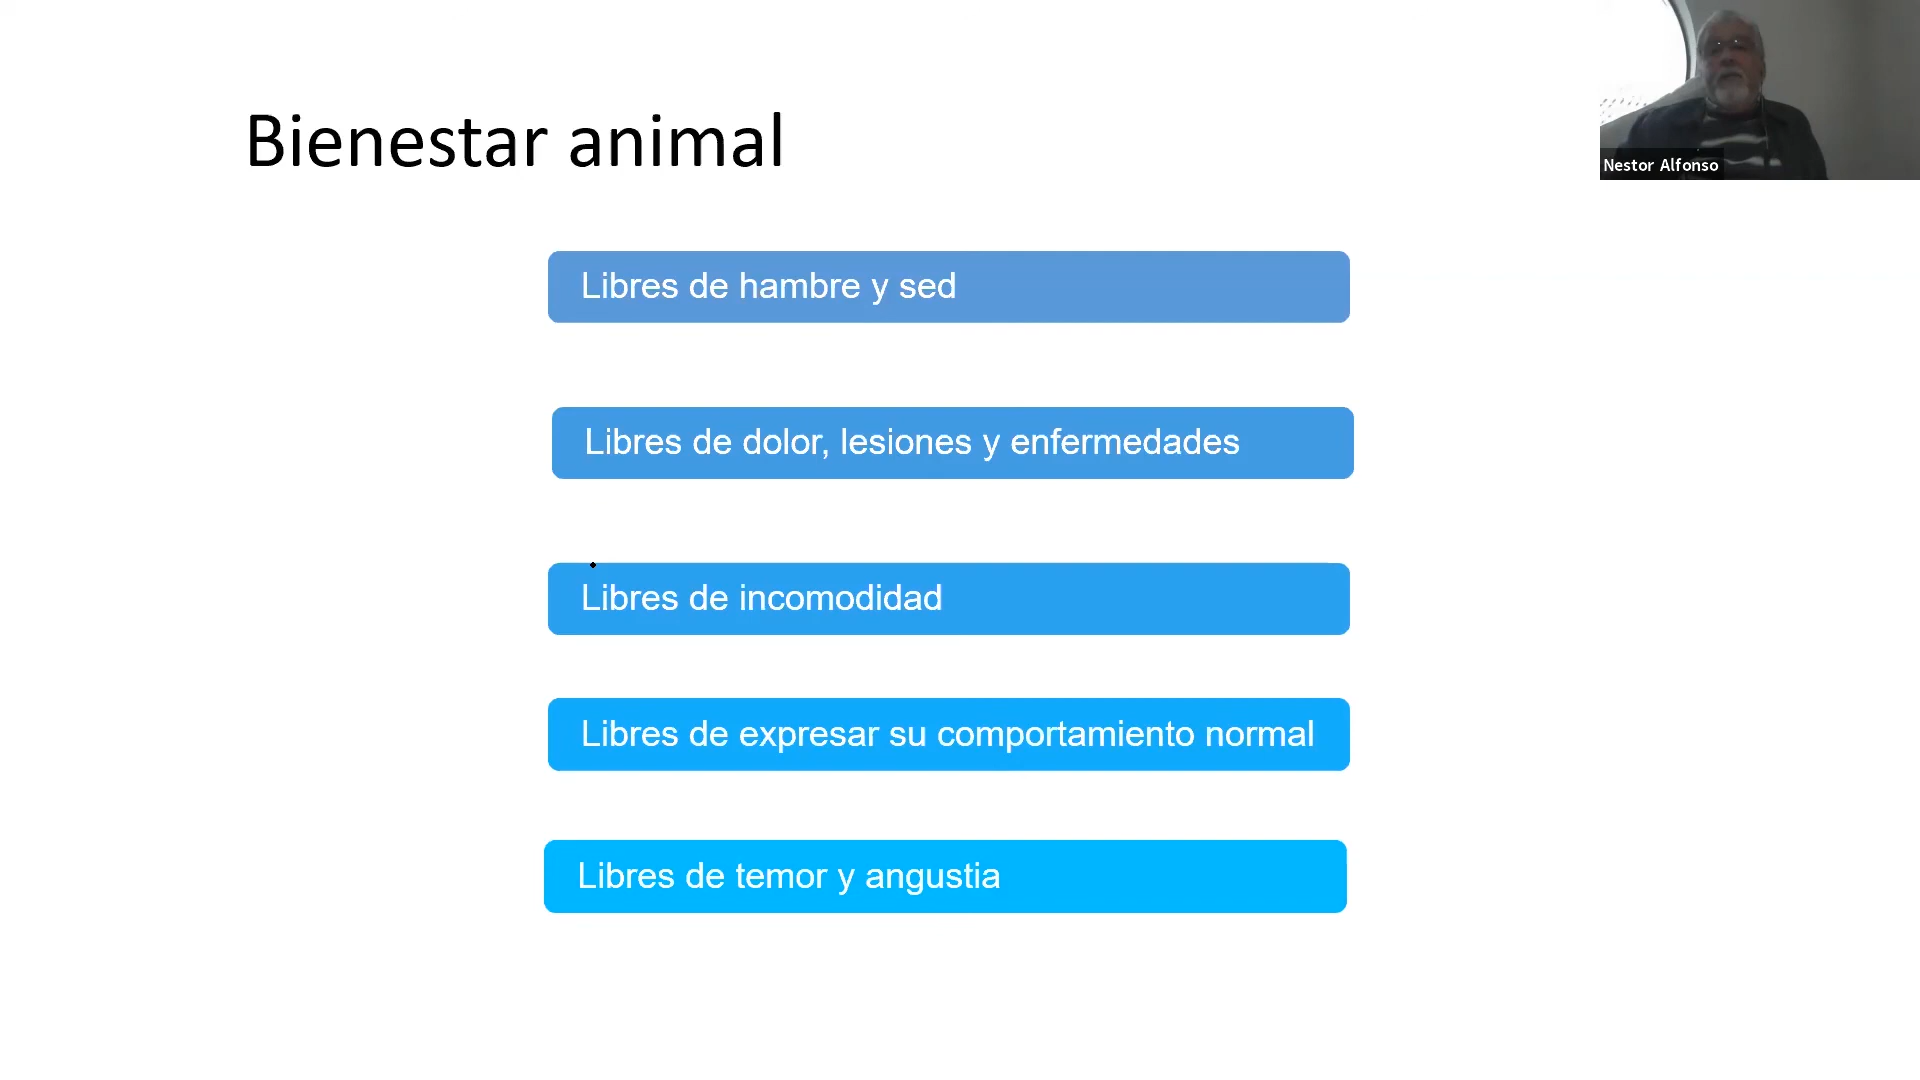 Bienestar animal
Nestor Alfonso
Libres de hambre y sed
Libres de dolor, lesiones y enfermedades
Libres de incomodidad
Libres de expresar su comportamiento normal
Libres de temor y angustia